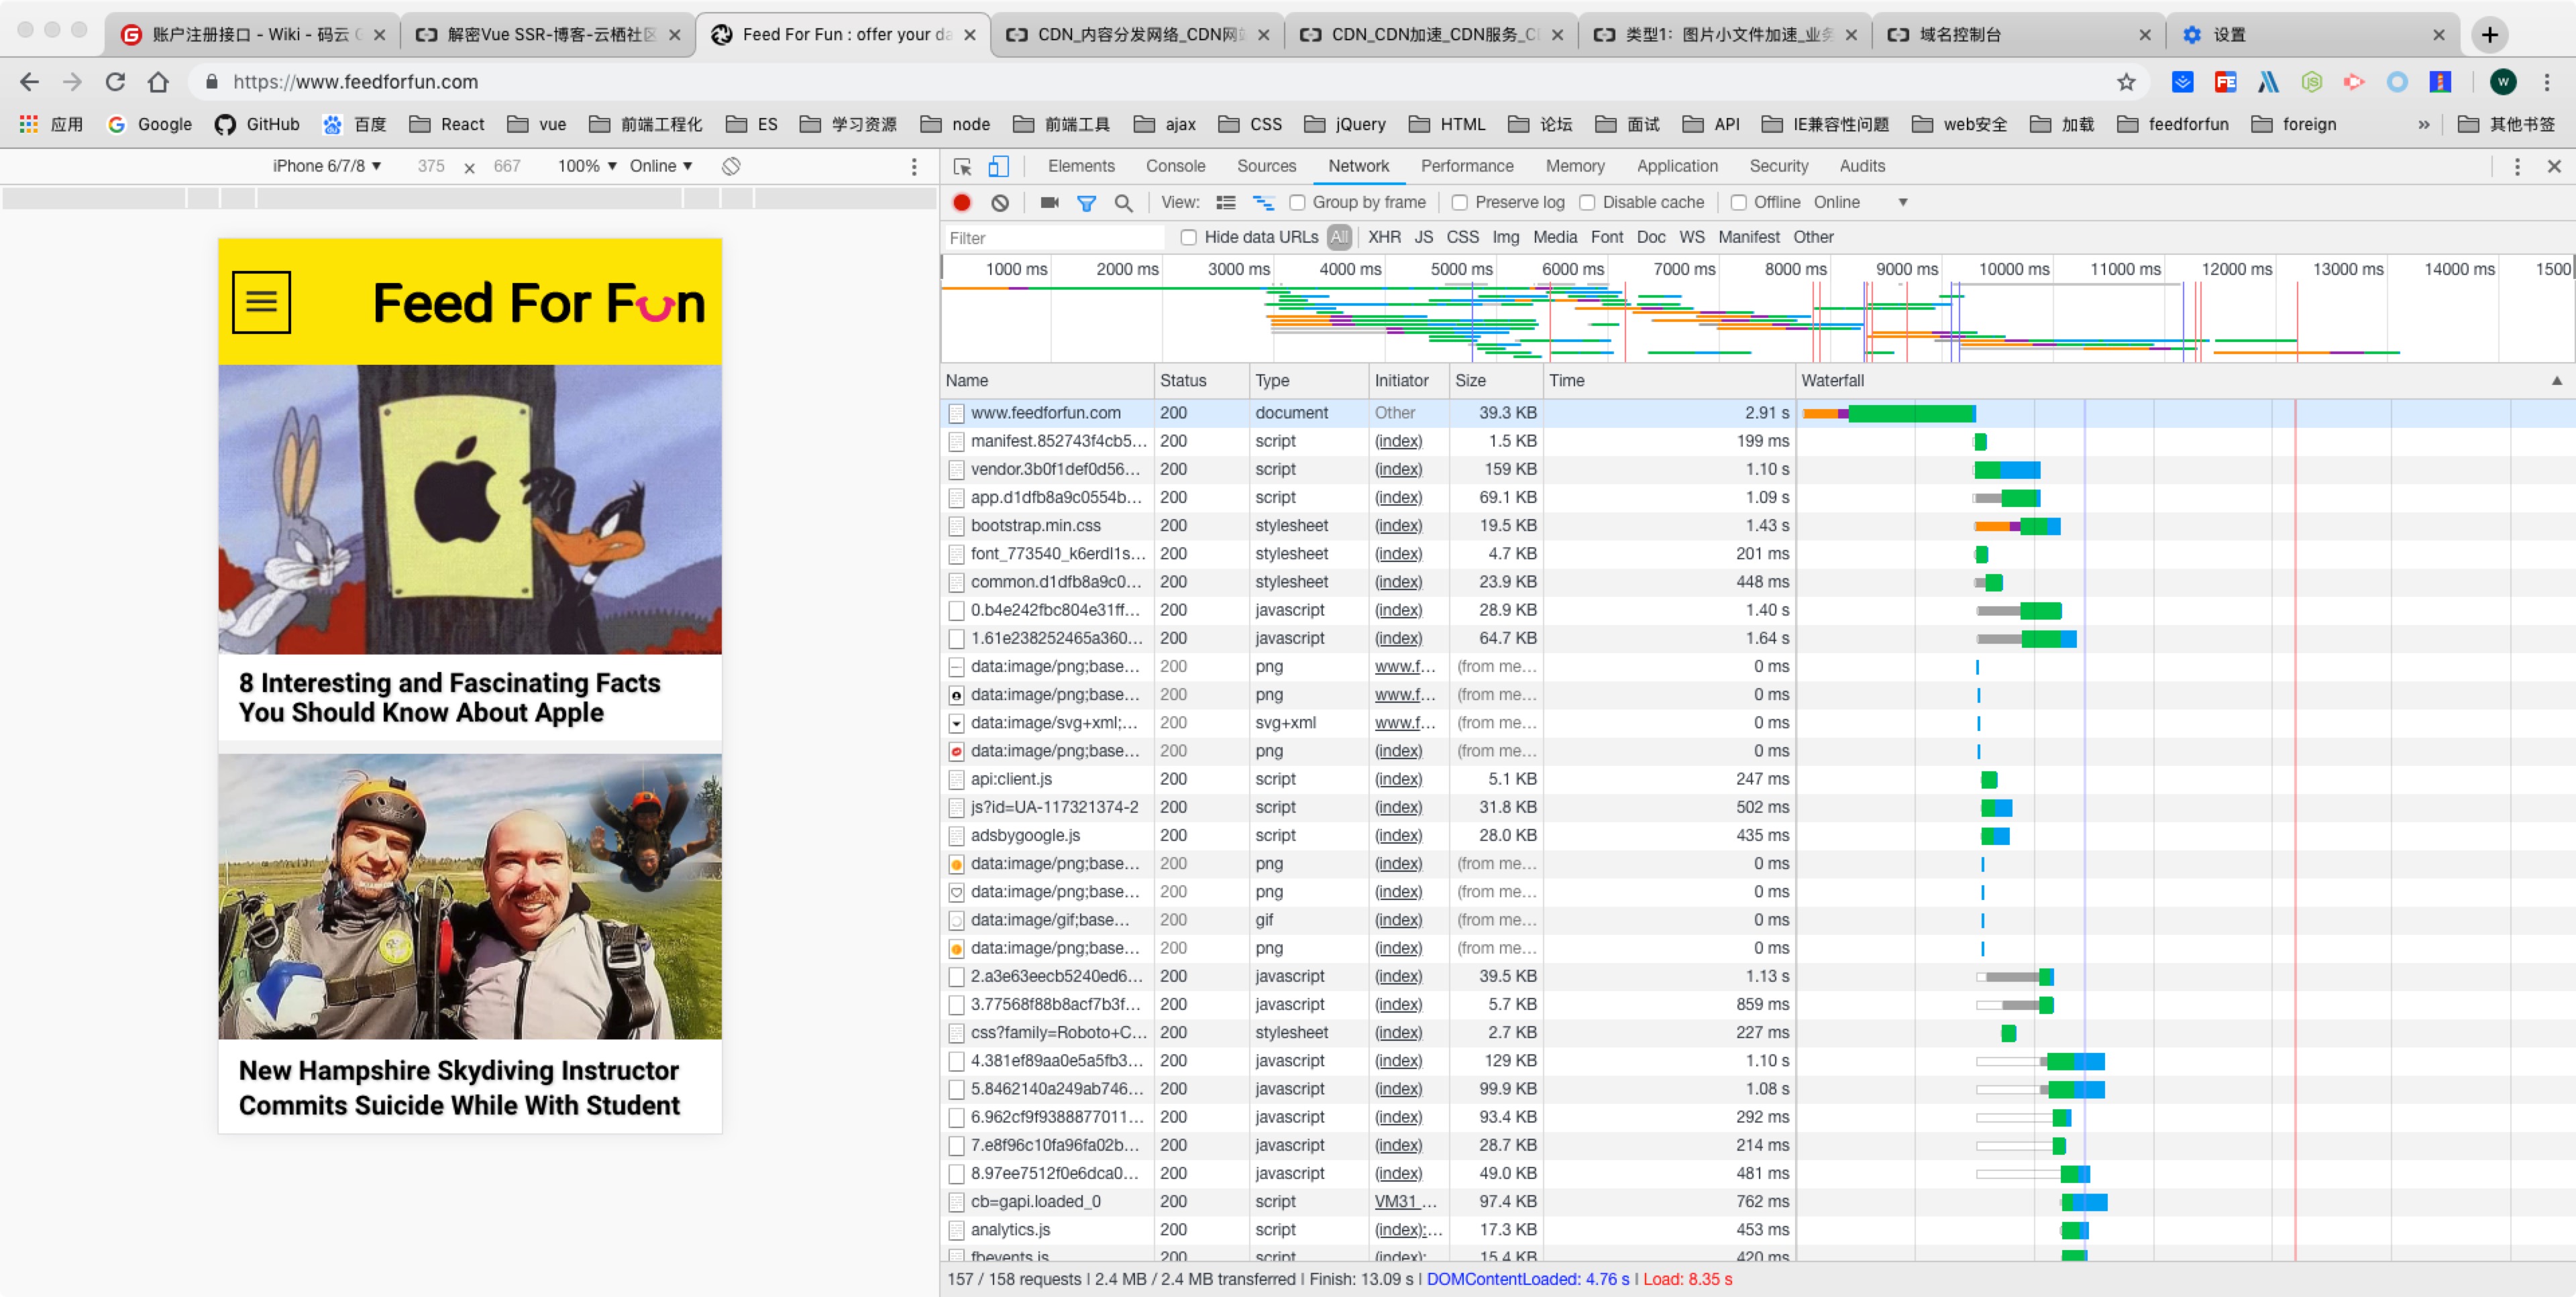 账户注册接口 - Wiki - 码云
解密Vue SSR-博客-云栖社区
Feed For Fun : offer your da
CDN_内容分发网络_CDN网
CDN_CDN加速_CDN服务_C
类型1: 图片小文件加速_业务
域名控制台
设置
https://www.feedforfun.com
W
应用 Google GitHub 百度 React vue 前端工程化 ES 学习资源 node 前端工具 ajax CSS jQuery HTML 论坛 面试 API IE兼容性问题 web安全 加载 feedforfun foreign » 其他书签
iPhone 6/7/8 ▼ 375 x 667 100% ▼ Online ▼
Elements Console Sources Network Performance Memory Application Security Audits
View: Group by frame Preserve log Disable cache Offline Online ▼
Filter Hide data URLs All XHR JS CSS Img Media Font Doc WS Manifest Other
1000 ms 2000 ms 3000 ms 4000 ms 5000 ms 6000 ms 7000 ms 8000 ms 9000 ms 10000 ms 11000 ms 12000 ms 13000 ms 14000 ms 1500
Feed For Fun
8 Interesting and Fascinating Facts
You Should Know About Apple
New Hampshire Skydiving Instructor
Commits Suicide While With Student
Name Status Type Initiator Size Time Waterfall
www.feedforfun.com 200 document Other 39.3 KB 2.91 s
manifest.852743f4cb5... 200 script (index) 1.5 KB 199 ms
vendor.3b0f1def0d56... 200 script (index) 159 KB 1.10 s
app.d1dfb8a9c0554b... 200 script (index) 69.1 KB 1.09 s
bootstrap.min.css 200 stylesheet (index) 19.5 KB 1.43 s
font_773540_k6erdl1s... 200 stylesheet (index) 4.7 KB 201 ms
common.d1dfb8a9c0... 200 stylesheet (index) 23.9 KB 448 ms
0.b4e242fbc804e31ff... 200 javascript (index) 28.9 KB 1.40 s
1.61e238252465a360... 200 javascript (index) 64.7 KB 1.64 s
data:image/png;base... 200 png www.f... (from me... 0 ms
data:image/png;base... 200 png www.f... (from me... 0 ms
data:image/svg+xml;... 200 svg+xml www.f... (from me... 0 ms
data:image/png;base... 200 png (index) (from me... 0 ms
api:client.js 200 script (index) 5.1 KB 247 ms
js?id=UA-117321374-2 200 script (index) 31.8 KB 502 ms
adsbygoogle.js 200 script (index) 28.0 KB 435 ms
data:image/png;base... 200 png (index) (from me... 0 ms
data:image/png;base... 200 png (index) (from me... 0 ms
data:image/gif;base... 200 gif (index) (from me... 0 ms
data:image/png;base... 200 png (index) (from me... 0 ms
2.a3e63eecb5240ed6... 200 javascript (index) 39.5 KB 1.13 s
3.77568f88b8acf7b3f... 200 javascript (index) 5.7 KB 859 ms
css?family=Roboto+C... 200 stylesheet (index) 2.7 KB 227 ms
4.381ef89aa0e5a5fb3... 200 javascript (index) 129 KB 1.10 s
5.8462140a249ab746... 200 javascript (index) 99.9 KB 1.08 s
6.962cf9f9388877011... 200 javascript (index) 93.4 KB 292 ms
7.e8f96c10fa96fa02b... 200 javascript (index) 28.7 KB 214 ms
8.97ee7512f0e6dca0... 200 javascript (index) 49.0 KB 481 ms
cb=gapi.loaded_0 200 script VM31 ... 97.4 KB 762 ms
analytics.js 200 script (index):... 17.3 KB 453 ms
fbevents.js 200 script (index): 15.4 KB 420 ms
157 / 158 requests | 2.4 MB / 2.4 MB transferred | Finish: 13.09 s | DOMContentLoaded: 4.76 s | Load: 8.35 s